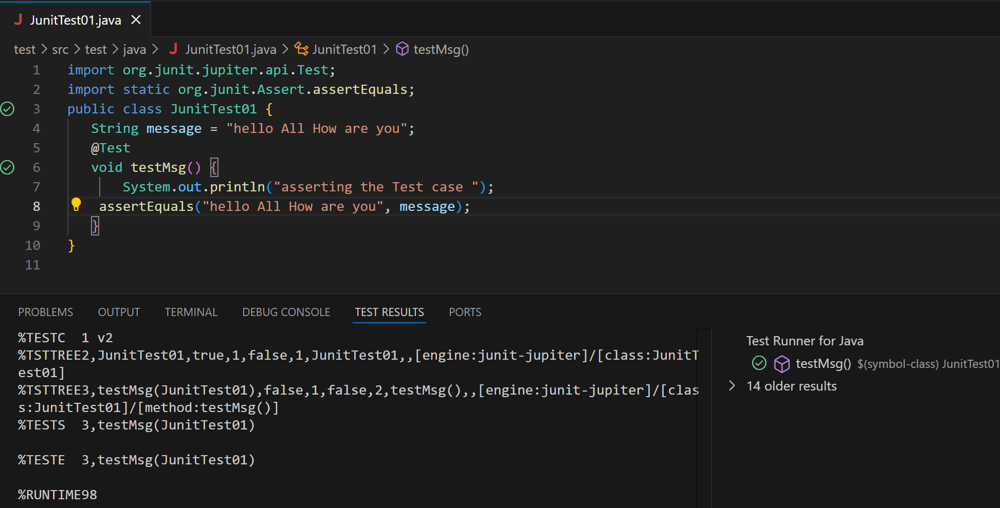 J JunitTest01.java ×
test > src > test > java > J JunitTest01.java > JunitTest01 > testMsg()
1 import org.junit.jupiter.api.Test;
2 import static org.junit.Assert.assertEquals;
3 public class JunitTest01 {
4 String message = "hello All How are you";
5 @Test
6 void testMsg() {
7 System.out.println("asserting the Test case ");
8 assertEquals("hello All How are you", message);
9 }
10 }
11
PROBLEMS OUTPUT TERMINAL DEBUG CONSOLE TEST RESULTS PORTS
%TESTC  1 v2
%TSTTREE2,JunitTest01,true,1,false,1,JunitTest01,,[engine:junit-jupiter]/[class:JunitT
est01]
%TSTTREE3,testMsg(JunitTest01),false,1,false,2,testMsg(),,[engine:junit-jupiter]/[clas
s:JunitTest01]/[method:testMsg()]
%TESTS  3,testMsg(JunitTest01)
%TESTE  3,testMsg(JunitTest01)
%RUNTIME98
Test Runner for Java
testMsg() $(symbol-class) JunitTest01
> 14 older results